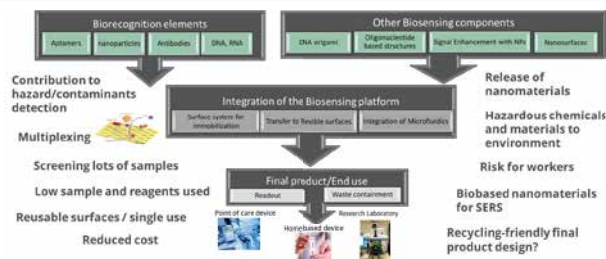 Biorecognition elements
Aptamers
nanoparticles
Antibodies
DNA, RNA
Other Biosensing components
DNA origami
Oligonucleotide
based structures
Signal Enhancement with NPs
Nanosurfaces
Contribution to
hazard/contaminants
detection
Multiplexing
Screening lots of samples
Low sample and reagents used
Reusable surfaces / single use
Reduced cost
Integration of the Biosensing platform
Surface system for
immobilization
Transfer to flexible surfaces
Integration of Microfluidics
Final product/End use
Readout
Waste containment
Point of care device
Home-based device
Research Laboratory
Release of
nanomaterials
Hazardous chemicals
and materials to
environment
Risk for workers
Biobased nanomaterials
for SERS
Recycling-friendly final
product design?